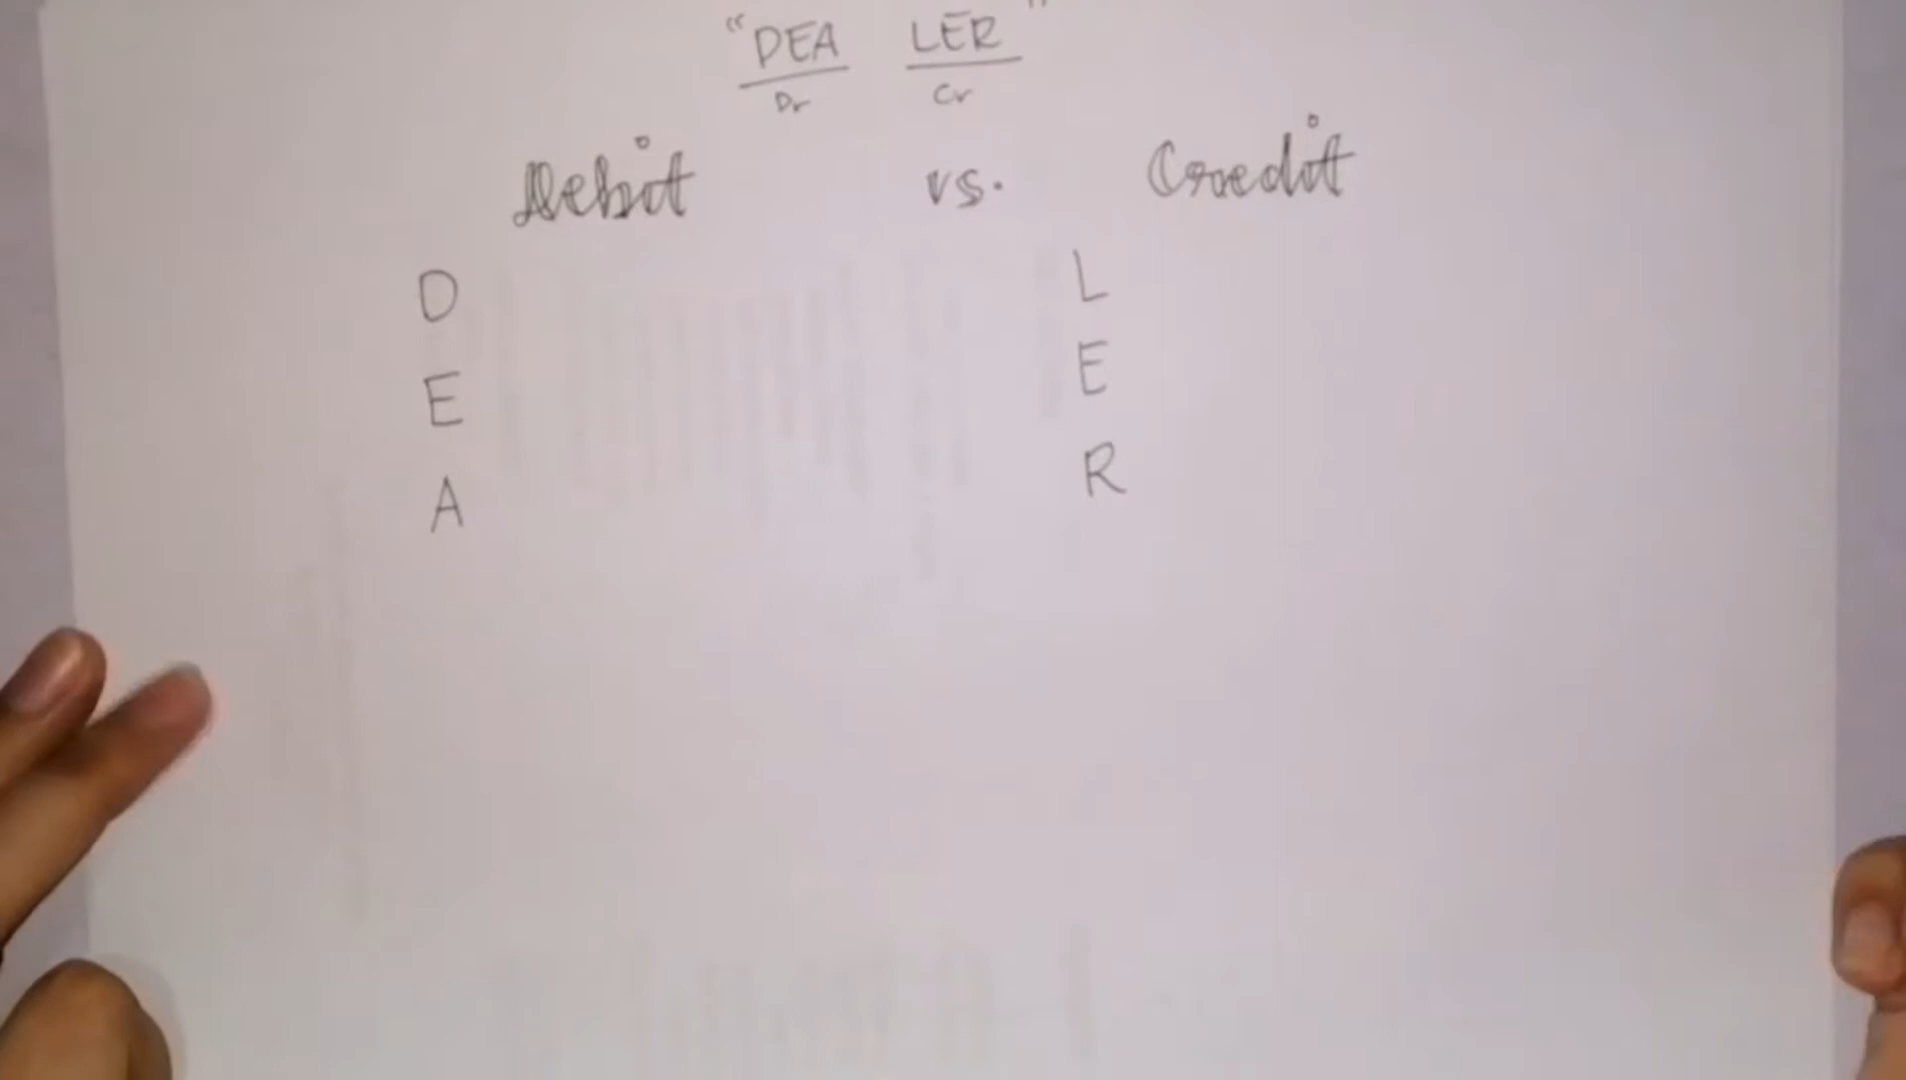 "DEA LER"
Dr Cr
Debit vs. Credit
D L
E E
A R